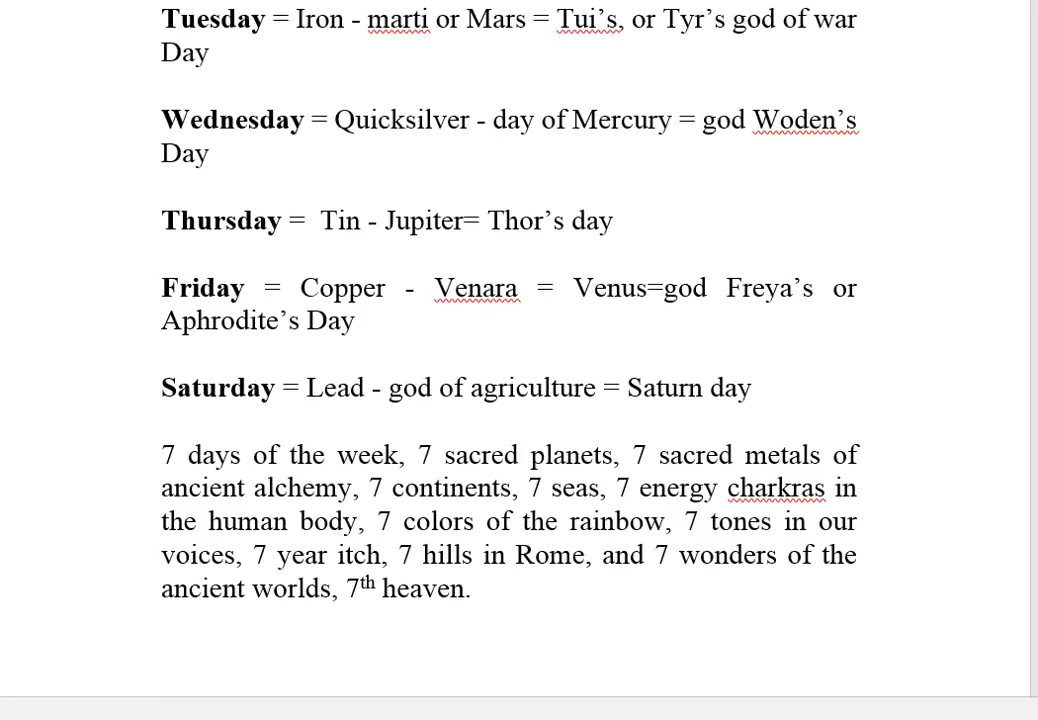 Tuesday = Iron - marti or Mars = Tui’s, or Tyr’s god of war
Day
Wednesday = Quicksilver - day of Mercury = god Woden’s
Day
Thursday =  Tin - Jupiter= Thor’s day
Friday = Copper - Venara = Venus=god Freya’s or
Aphrodite’s Day
Saturday = Lead - god of agriculture = Saturn day
7 days of the week, 7 sacred planets, 7 sacred metals of
ancient alchemy, 7 continents, 7 seas, 7 energy charkras in
the human body, 7 colors of the rainbow, 7 tones in our
voices, 7 year itch, 7 hills in Rome, and 7 wonders of the
ancient worlds, 7th heaven.